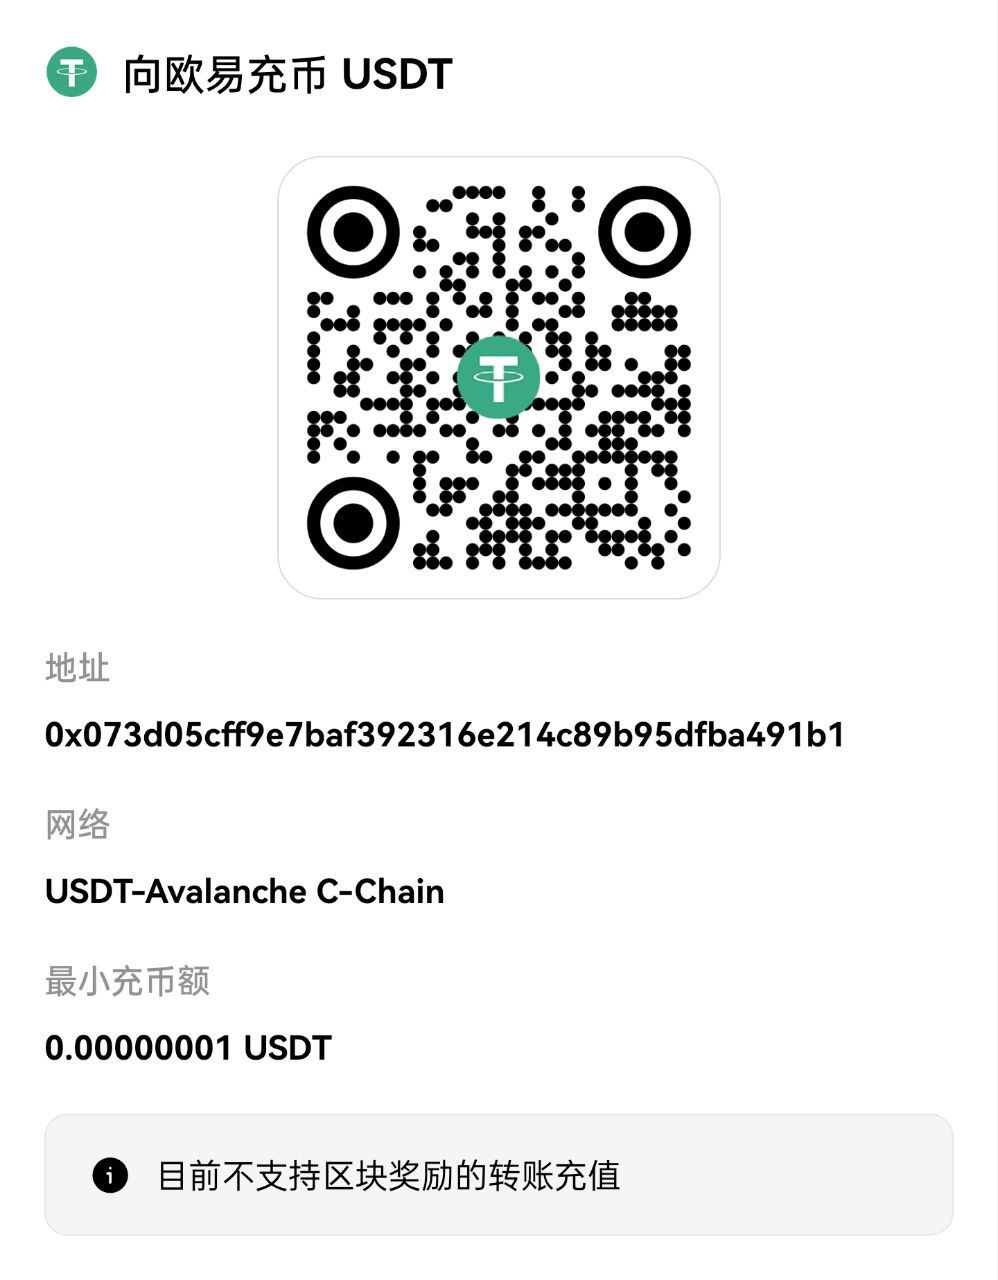 向欧易充币 USDT
地址
0x073d05cff9e7baf392316e214c89b95dfba491b1
网络
USDT-Avalanche C-Chain
最小充币额
0.00000001 USDT
目前不支持区块奖励的转账充值